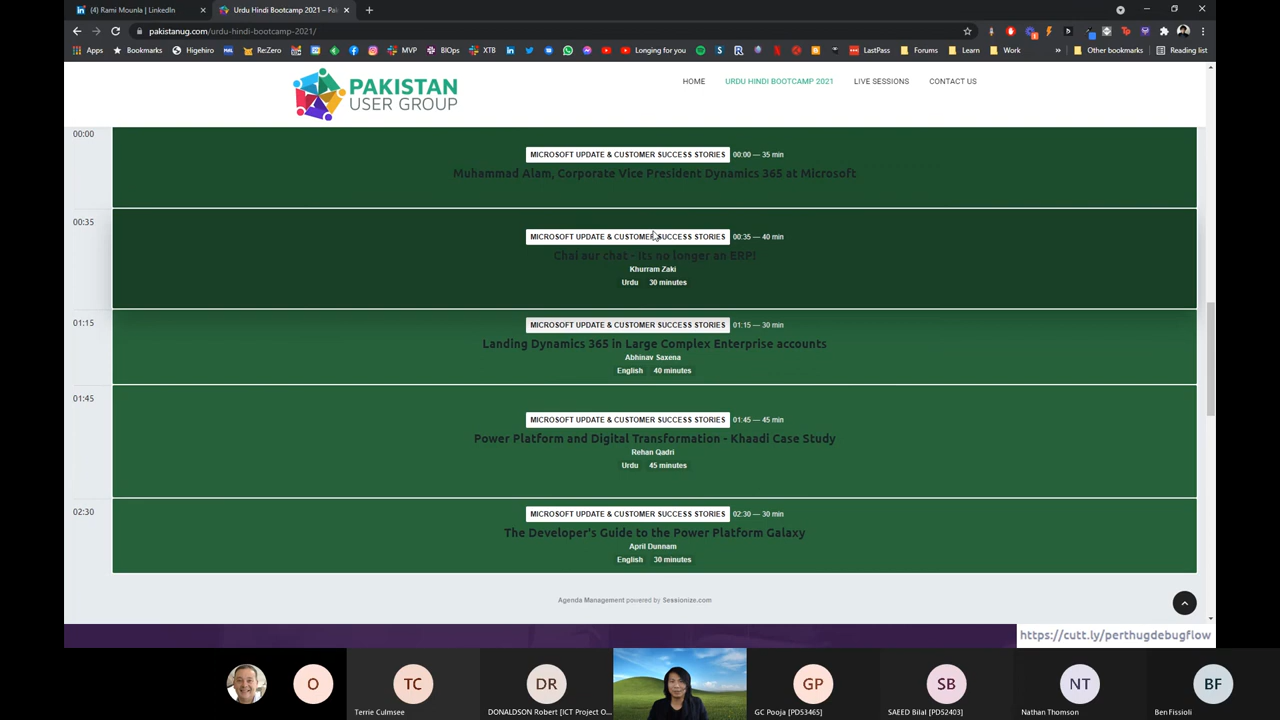 (4) Rami Mounla | LinkedIn
Urdu Hindi Bootcamp 2021 – Pa
pakistanug.com/urdu-hindi-bootcamp-2021/
Apps
Bookmarks
Highehiro
ReZero
MVP
BIOps
XTB
Longing for you
LastPass
Forums
Learn
Work
Other bookmarks
Reading list
PAKISTAN
USER GROUP
HOME
URDU HINDI BOOTCAMP 2021
LIVE SESSIONS
CONTACT US
00:00
MICROSOFT UPDATE & CUSTOMER SUCCESS STORIES 00:00 — 35 min
Muhammad Alam, Corporate Vice President Dynamics 365 at Microsoft
00:35
MICROSOFT UPDATE & CUSTOMER SUCCESS STORIES 00:35 — 40 min
Chai aur chat - its no longer an ERP!
Khurram Zaki
Urdu 30 minutes
01:15
MICROSOFT UPDATE & CUSTOMER SUCCESS STORIES 01:15 — 30 min
Landing Dynamics 365 in Large Complex Enterprise accounts
Abhinav Saxena
English 40 minutes
01:45
MICROSOFT UPDATE & CUSTOMER SUCCESS STORIES 01:45 — 45 min
Power Platform and Digital Transformation - Khaadi Case Study
Rehan Qadri
Urdu 45 minutes
02:30
MICROSOFT UPDATE & CUSTOMER SUCCESS STORIES 02:30 — 30 min
The Developer's Guide to the Power Platform Galaxy
April Dunnam
English 30 minutes
Agenda Management powered by Sessionize.com
https://cutt.ly/perthugdebugflow
O
TC
DR
GP
SB
NT
BF
Terrie Culmsee
DONALDSON Robert [ICT Project O...
GC Pooja [PD53465]
SAEED Bilal [PD52403]
Nathan Thomson
Ben Fissioli